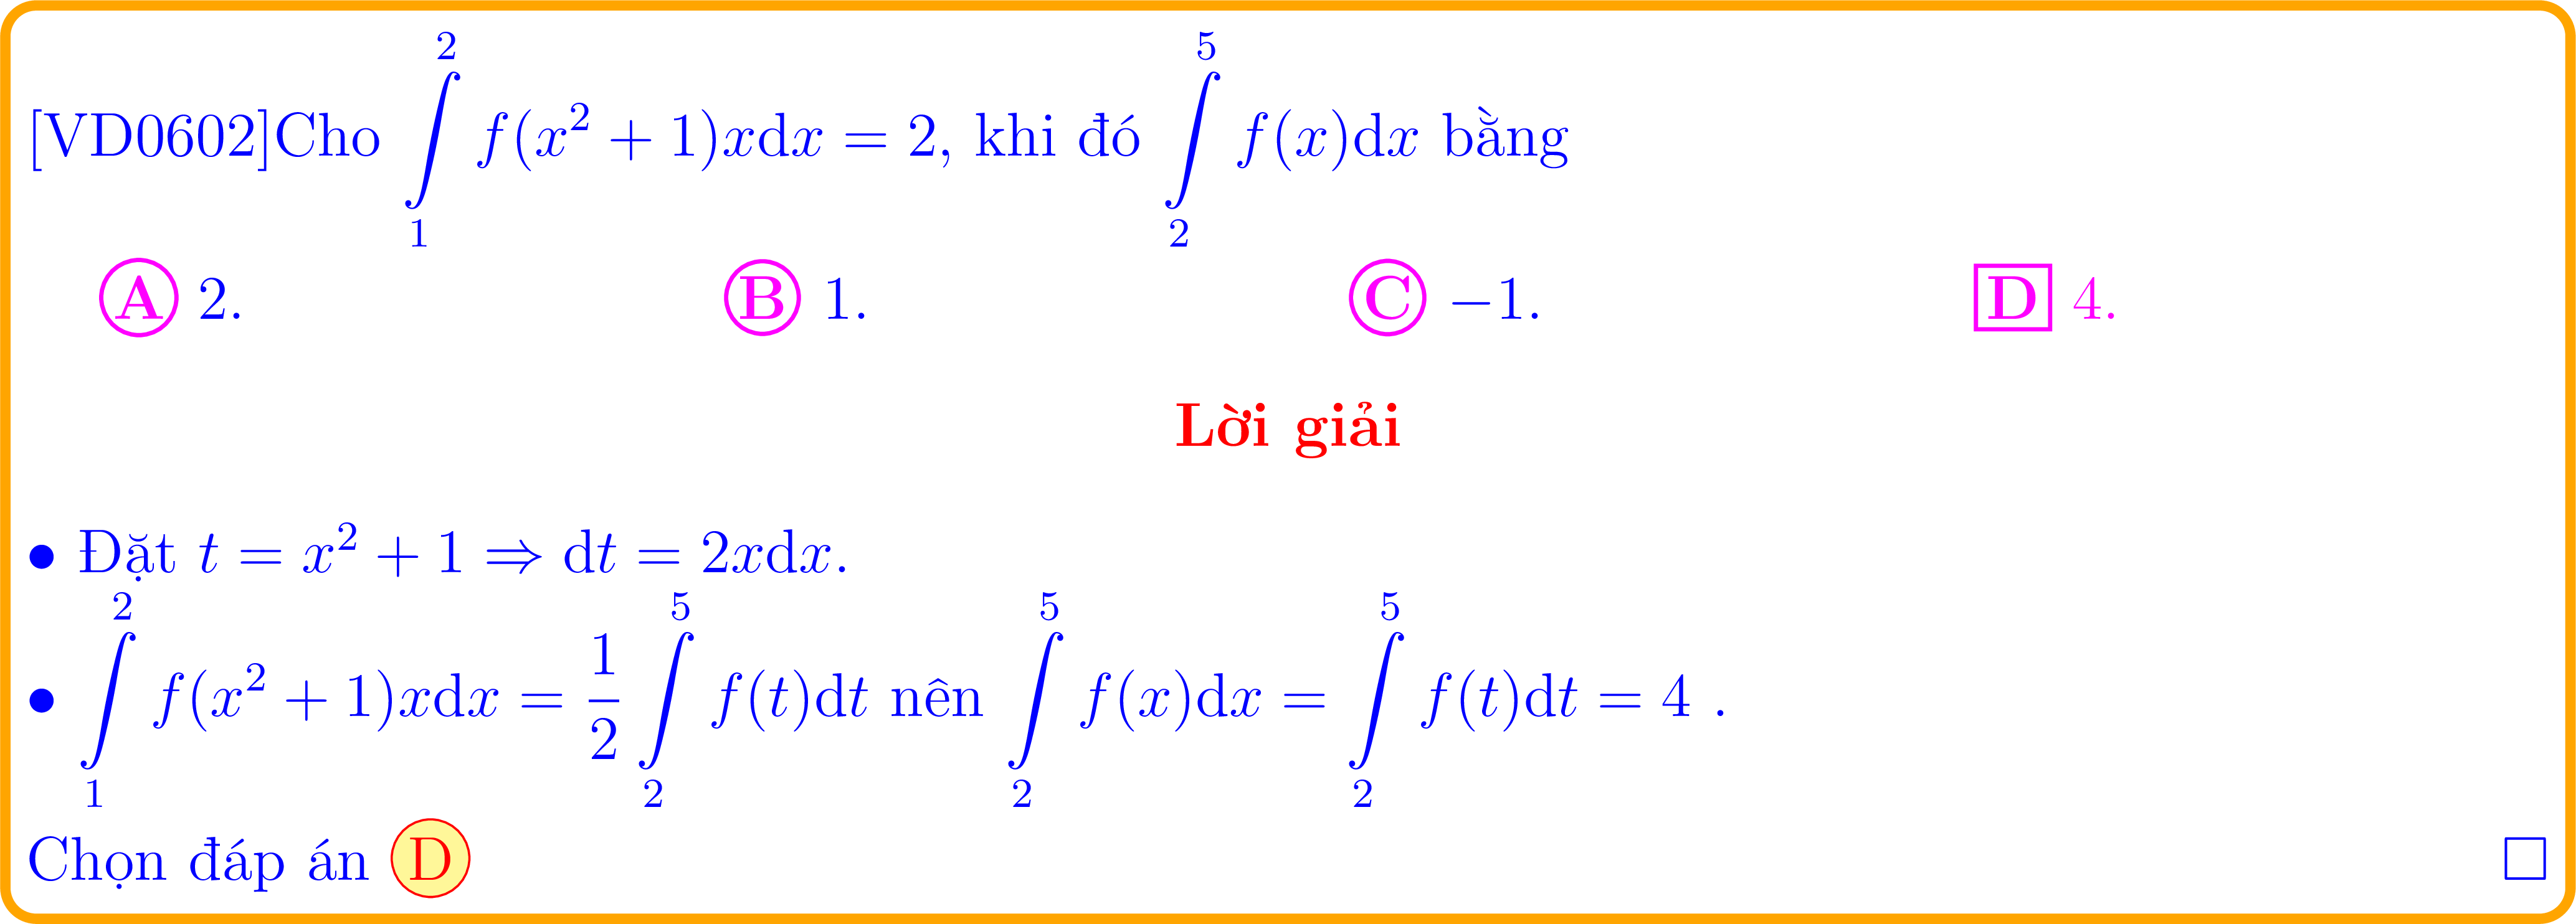 [VD0602]Cho $\int\limits_{1}^{2} f(x^2+1)x\mathrm{d}x = 2$, khi đó $\int\limits_{2}^{5} f(x)\mathrm{d}x$ bằng
A 2. B 1. C −1. D 4.
Lời giải
• Đặt $t = x^2 + 1 \Rightarrow \mathrm{d}t = 2x\mathrm{d}x$.
• $\int\limits_{1}^{2} f(x^2+1)x\mathrm{d}x = \frac{1}{2}\int\limits_{2}^{5} f(t)\mathrm{d}t$ nên $\int\limits_{2}^{5} f(x)\mathrm{d}x = \int\limits_{2}^{5} f(t)\mathrm{d}t = 4$ .
Chọn đáp án D □